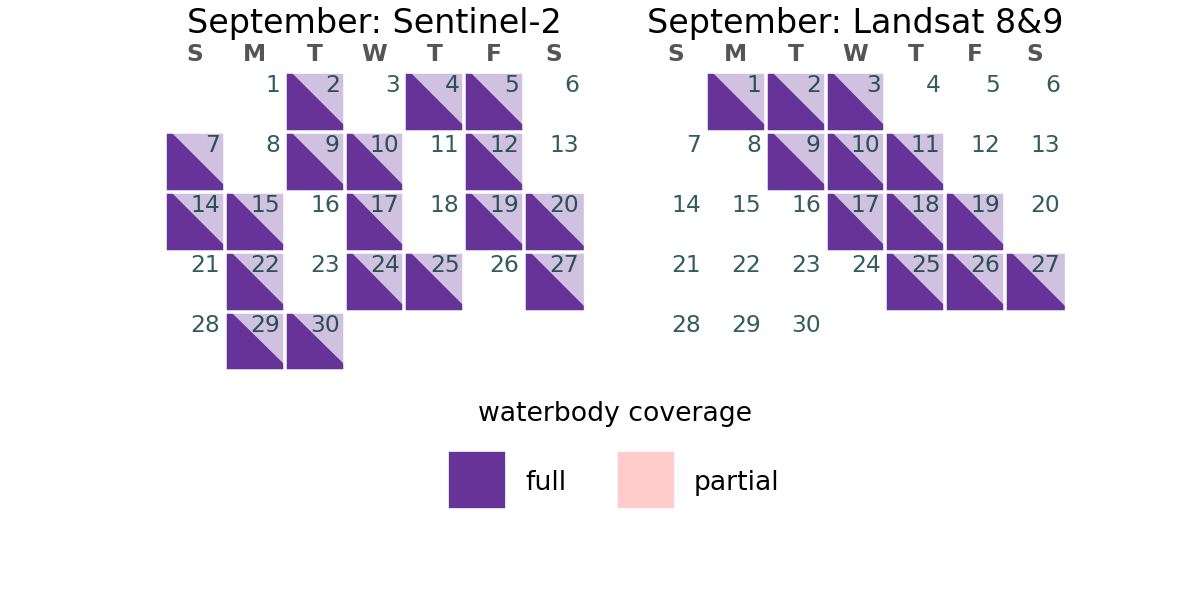 September: Sentinel-2
S M T W T F S
1 2 3 4 5 6
7 8 9 10 11 12 13
14 15 16 17 18 19 20
21 22 23 24 25 26 27
28 29 30
September: Landsat 8&9
S M T W T F S
1 2 3 4 5 6
7 8 9 10 11 12 13
14 15 16 17 18 19 20
21 22 23 24 25 26 27
28 29 30
waterbody coverage
full partial